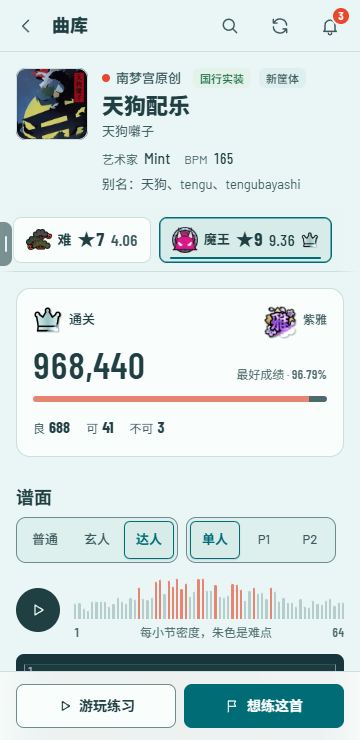 曲库
3
南梦宫原创 国行实装 新筐体
天狗配乐
天狗囃子
艺术家 Mint BPM 165
别名：天狗、tengu、tengubayashi
难 ★7 4.06
魔王 ★9 9.36
通关
雅 紫雅
968,440
最好成绩 · 96.79%
良 688 可 41 不可 3
谱面
普通 玄人 达人 单人 P1 P2
1 每小节密度，朱色是难点 64
1
游玩练习 想练这首